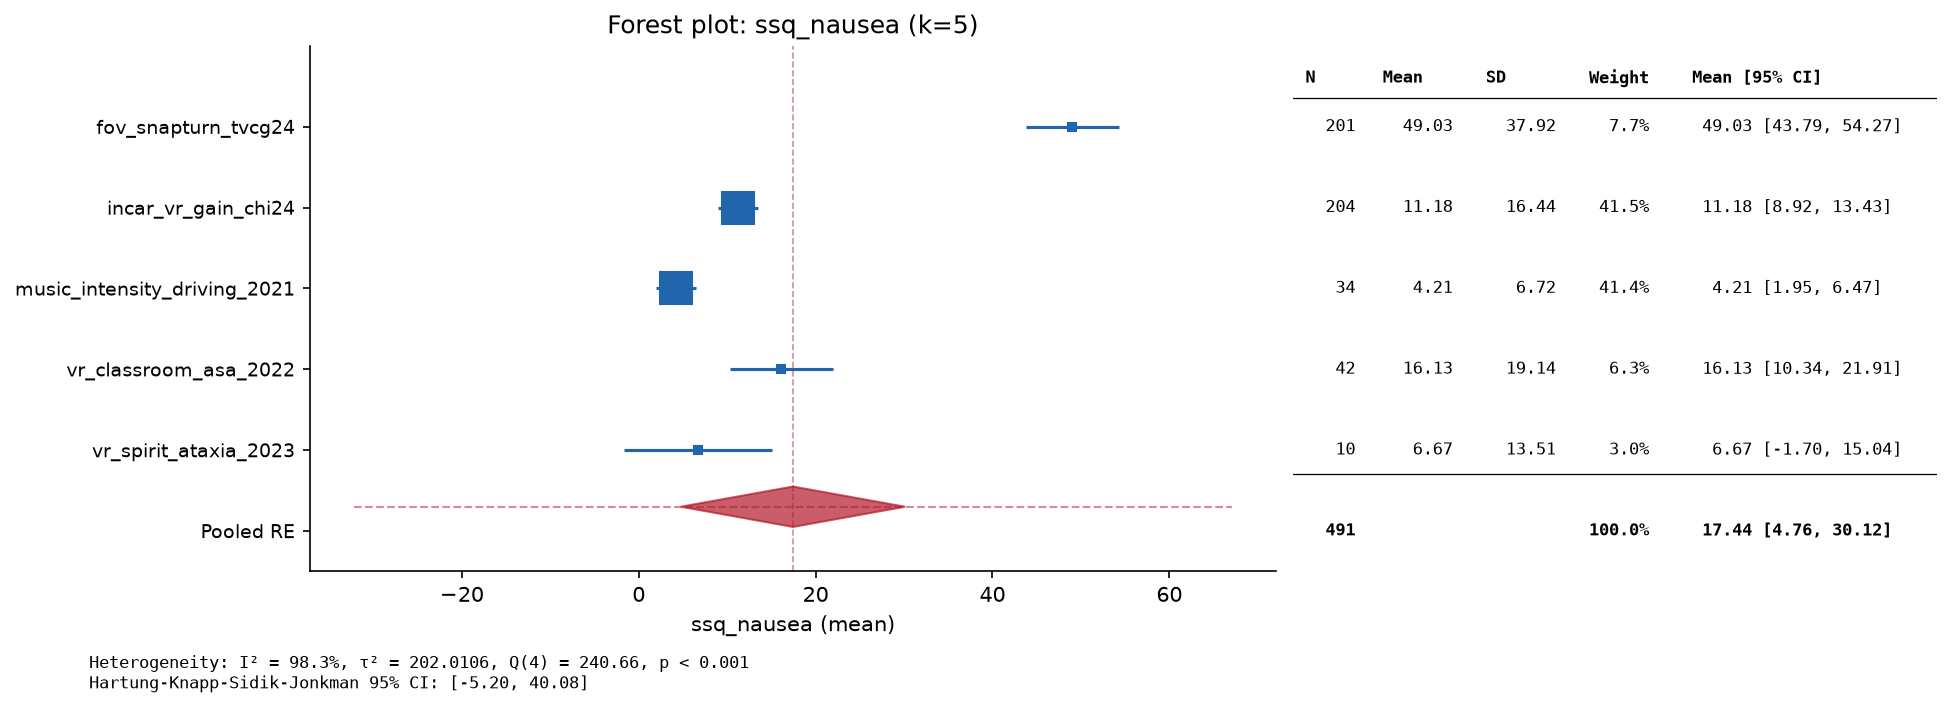 Forest plot: ssq_nausea (k=5)
N Mean SD Weight Mean [95% CI]
fov_snapturn_tvcg24 201 49.03 37.92 7.7% 49.03 [43.79, 54.27]
incar_vr_gain_chi24 204 11.18 16.44 41.5% 11.18 [8.92, 13.43]
music_intensity_driving_2021 34 4.21 6.72 41.4% 4.21 [1.95, 6.47]
vr_classroom_asa_2022 42 16.13 19.14 6.3% 16.13 [10.34, 21.91]
vr_spirit_ataxia_2023 10 6.67 13.51 3.0% 6.67 [-1.70, 15.04]
Pooled RE 491 100.0% 17.44 [4.76, 30.12]
−20 0 20 40 60
ssq_nausea (mean)
Heterogeneity: I² = 98.3%, τ² = 202.0106, Q(4) = 240.66, p < 0.001
Hartung-Knapp-Sidik-Jonkman 95% CI: [-5.20, 40.08]